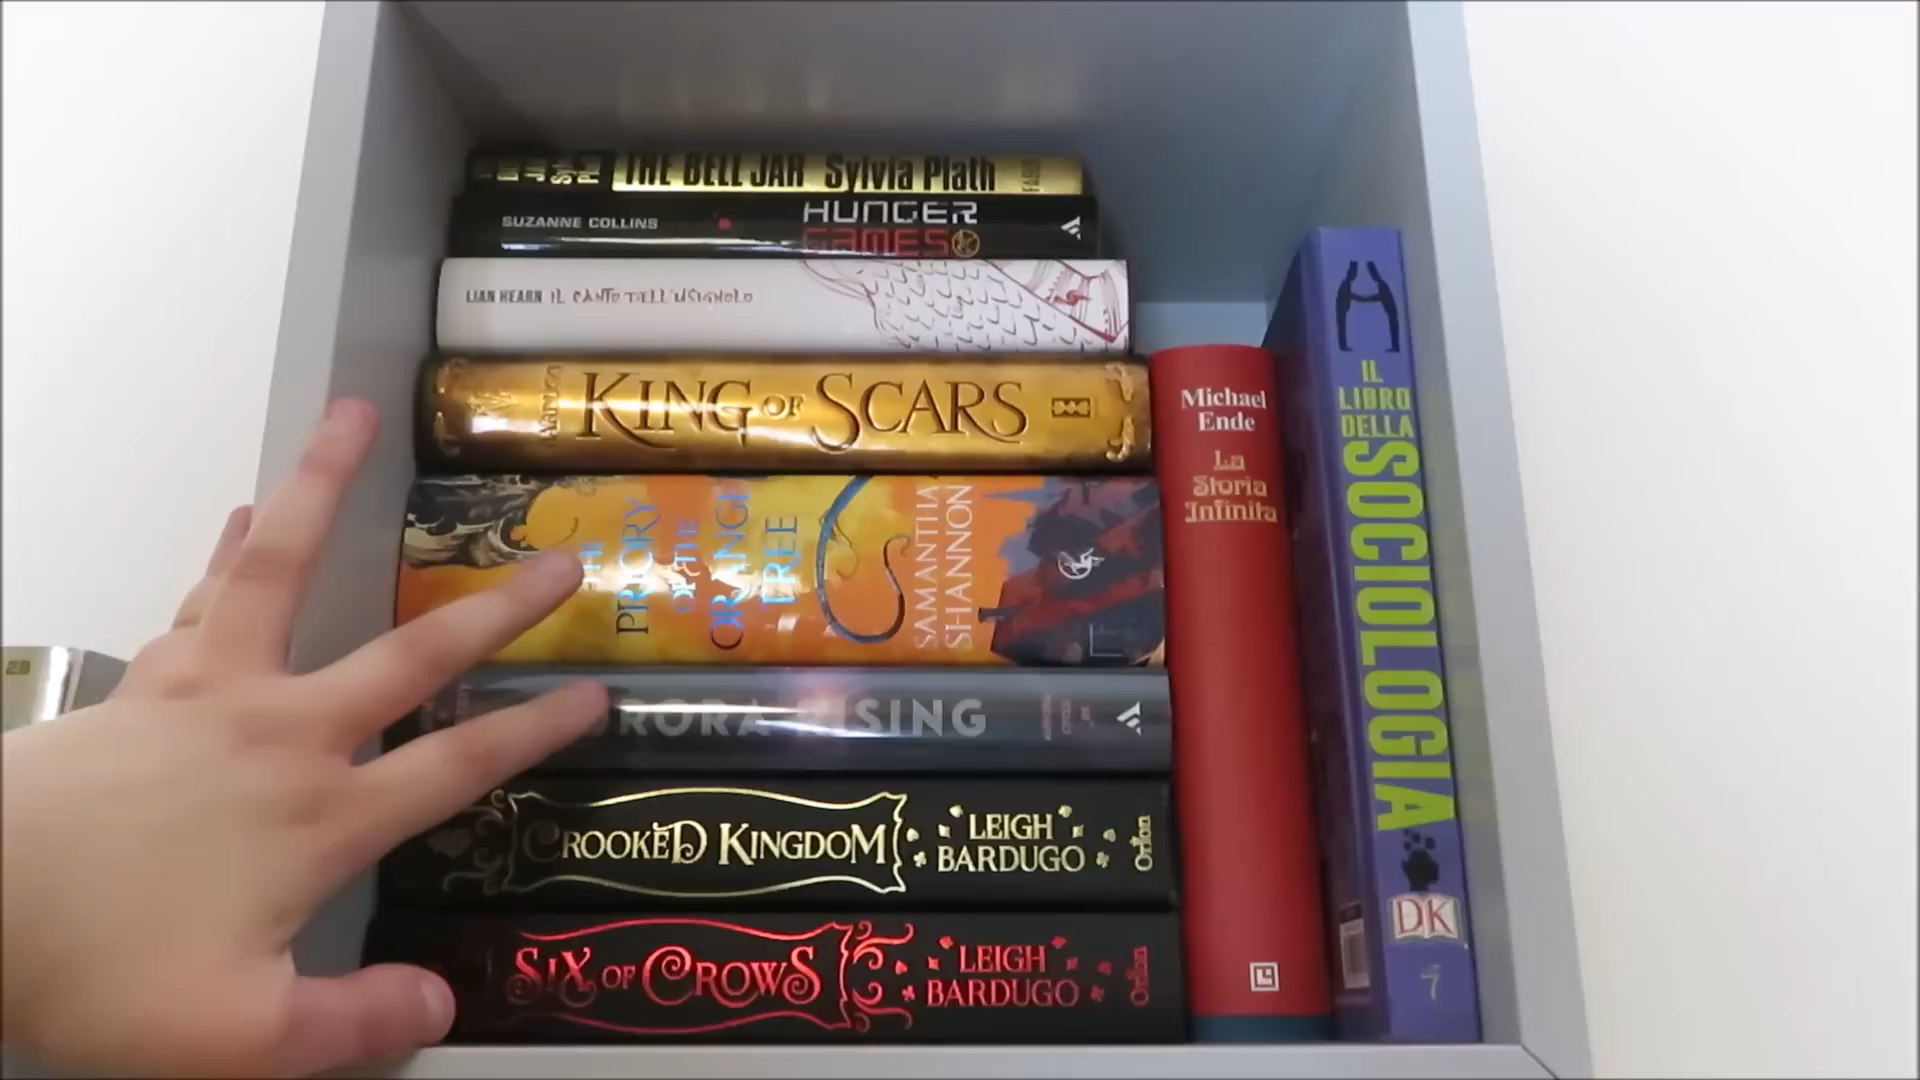 THE BELL JAR Sylvia Plath
SUZANNE COLLINS
HUNGER
GAMES
LIAN HEARN IL CANTO DELL'USIGNOLO
KING OF SCARS
PRIORY
OF THE
ORANGE
TREE
SAMANTHA
SHANNON
RISING
CROOKED KINGDOM
LEIGH
BARDUGO
Orion
SIX OF CROWS
LEIGH
BARDUGO
Orion
Michael
Ende
La
Storia
Infinita
IL
LIBRO
DELLA
SOCIOLOGIA
DK